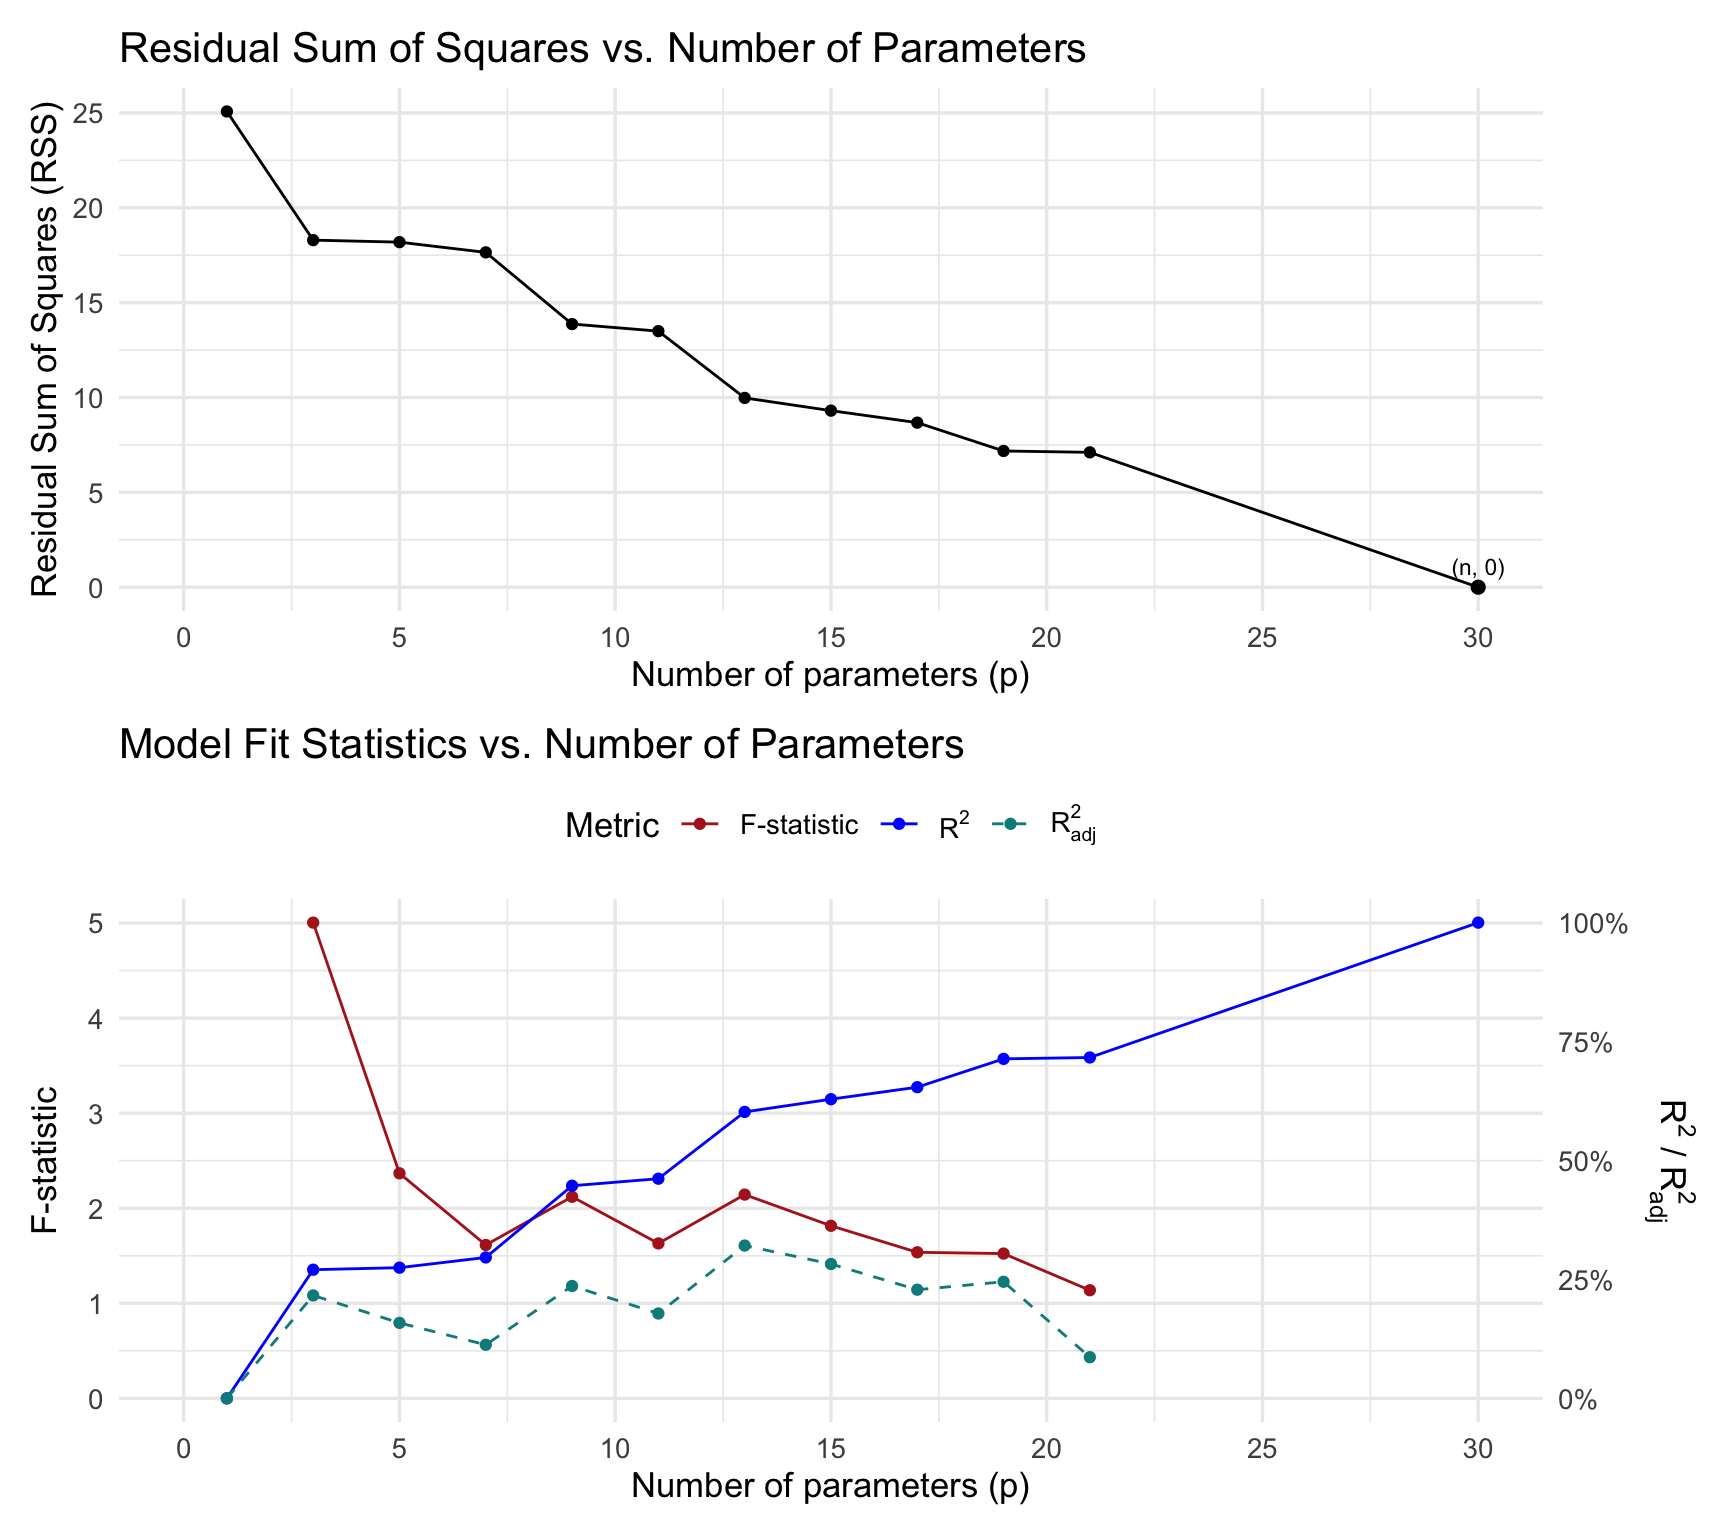 Residual Sum of Squares vs. Number of Parameters
Residual Sum of Squares (RSS)
25
20
15
10
5
0
(n, 0)
0 5 10 15 20 25 30
Number of parameters (p)
Model Fit Statistics vs. Number of Parameters
Metric F-statistic R² R²adj
F-statistic
5
4
3
2
1
0
100%
75%
50%
25%
0%
R² / R²adj
0 5 10 15 20 25 30
Number of parameters (p)